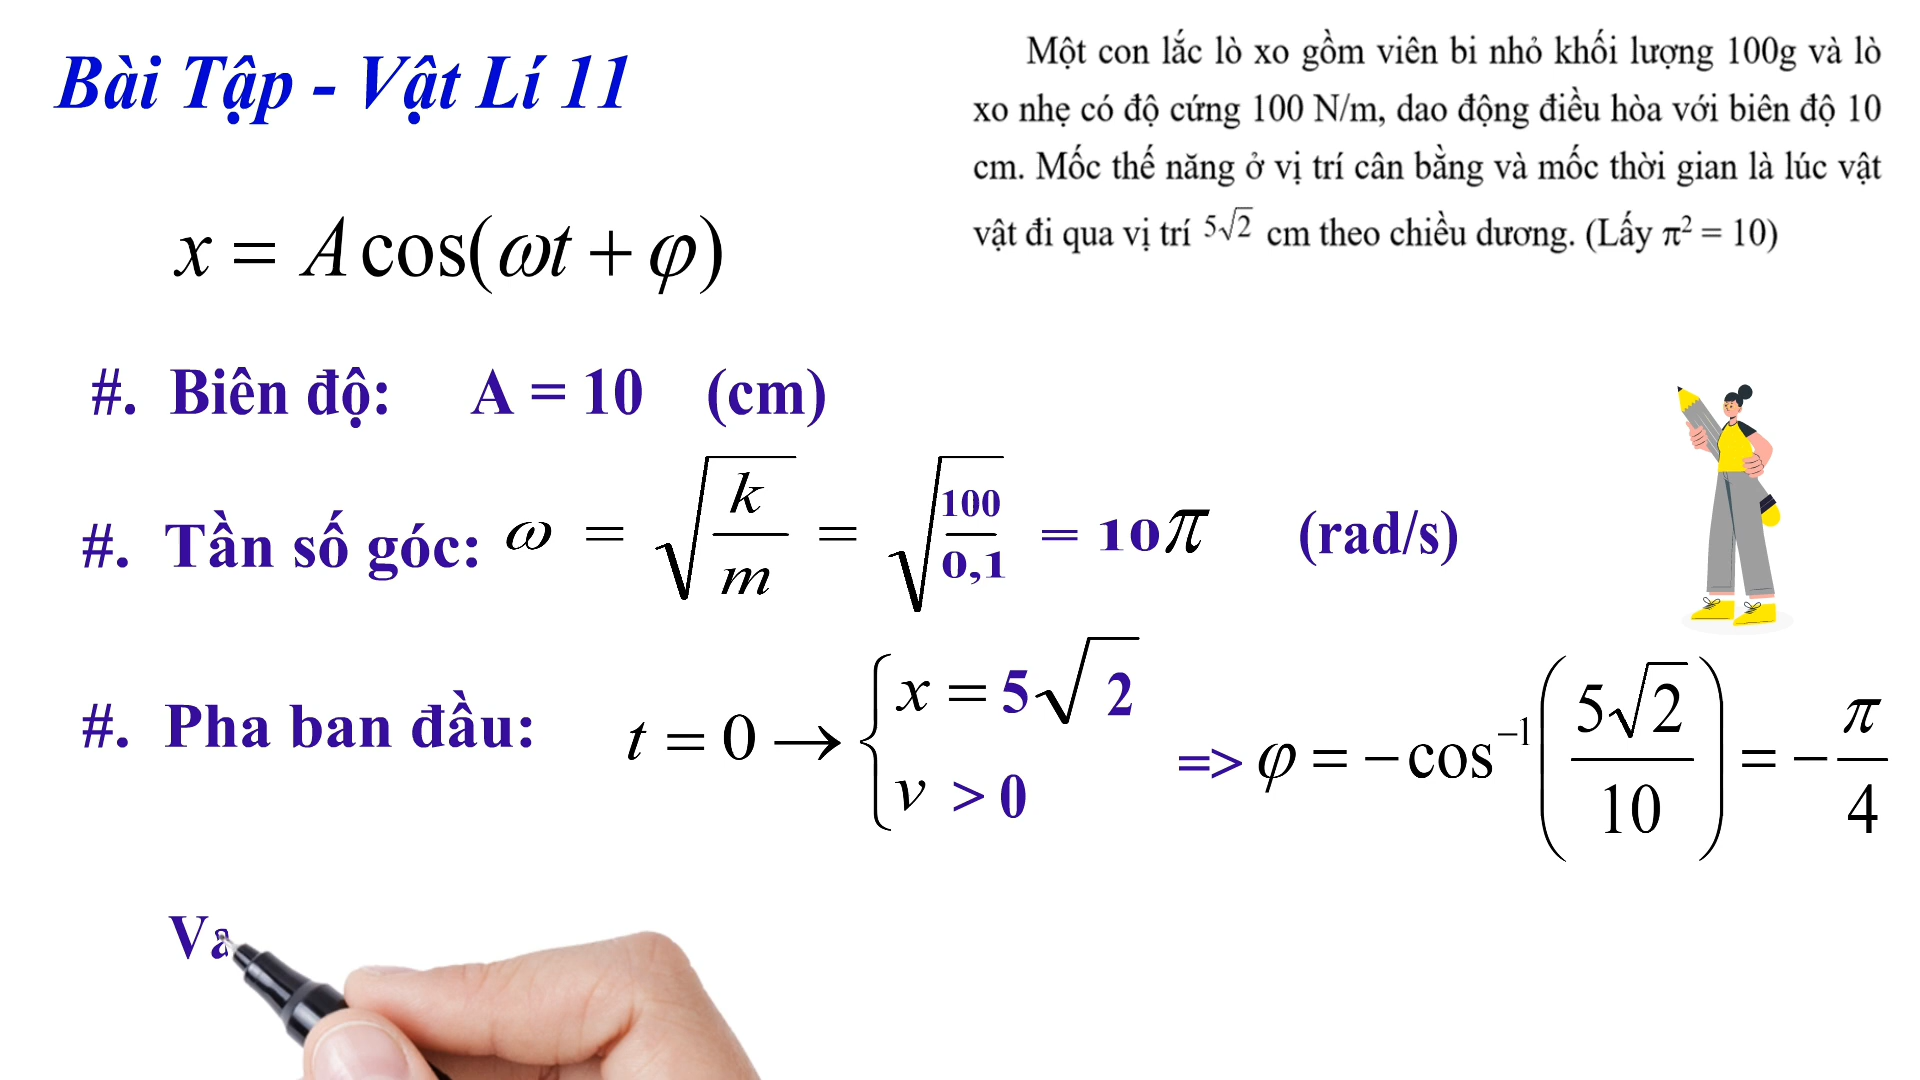 Bài Tập - Vật Lí 11
Một con lắc lò xo gồm viên bi nhỏ khối lượng 100g và lò
xo nhẹ có độ cứng 100 N/m, dao động điều hòa với biên độ 10
cm. Mốc thế năng ở vị trí cân bằng và mốc thời gian là lúc vật
vật đi qua vị trí 5√2 cm theo chiều dương. (Lấy π² = 10)
x = A cos(ωt + φ)
#. Biên độ: A = 10 (cm)
#. Tần số góc: ω = √(k/m) = √(100/0,1) = 10π (rad/s)
#. Pha ban đầu: t = 0 → { x = 5√2
v > 0 => φ = −cos⁻¹(5√2/10) = −π/4
Va